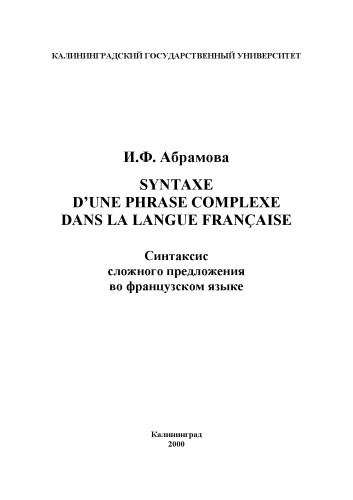 КАЛИНИНГРАДСКИЙ ГОСУДАРСТВЕННЫЙ УНИВЕРСИТЕТ
И.Ф. Абрамова
SYNTAXE
D’UNE PHRASE COMPLEXE
DANS LA LANGUE FRANÇAISE
Синтаксис
сложного предложения
во французском языке
Калининград
2000